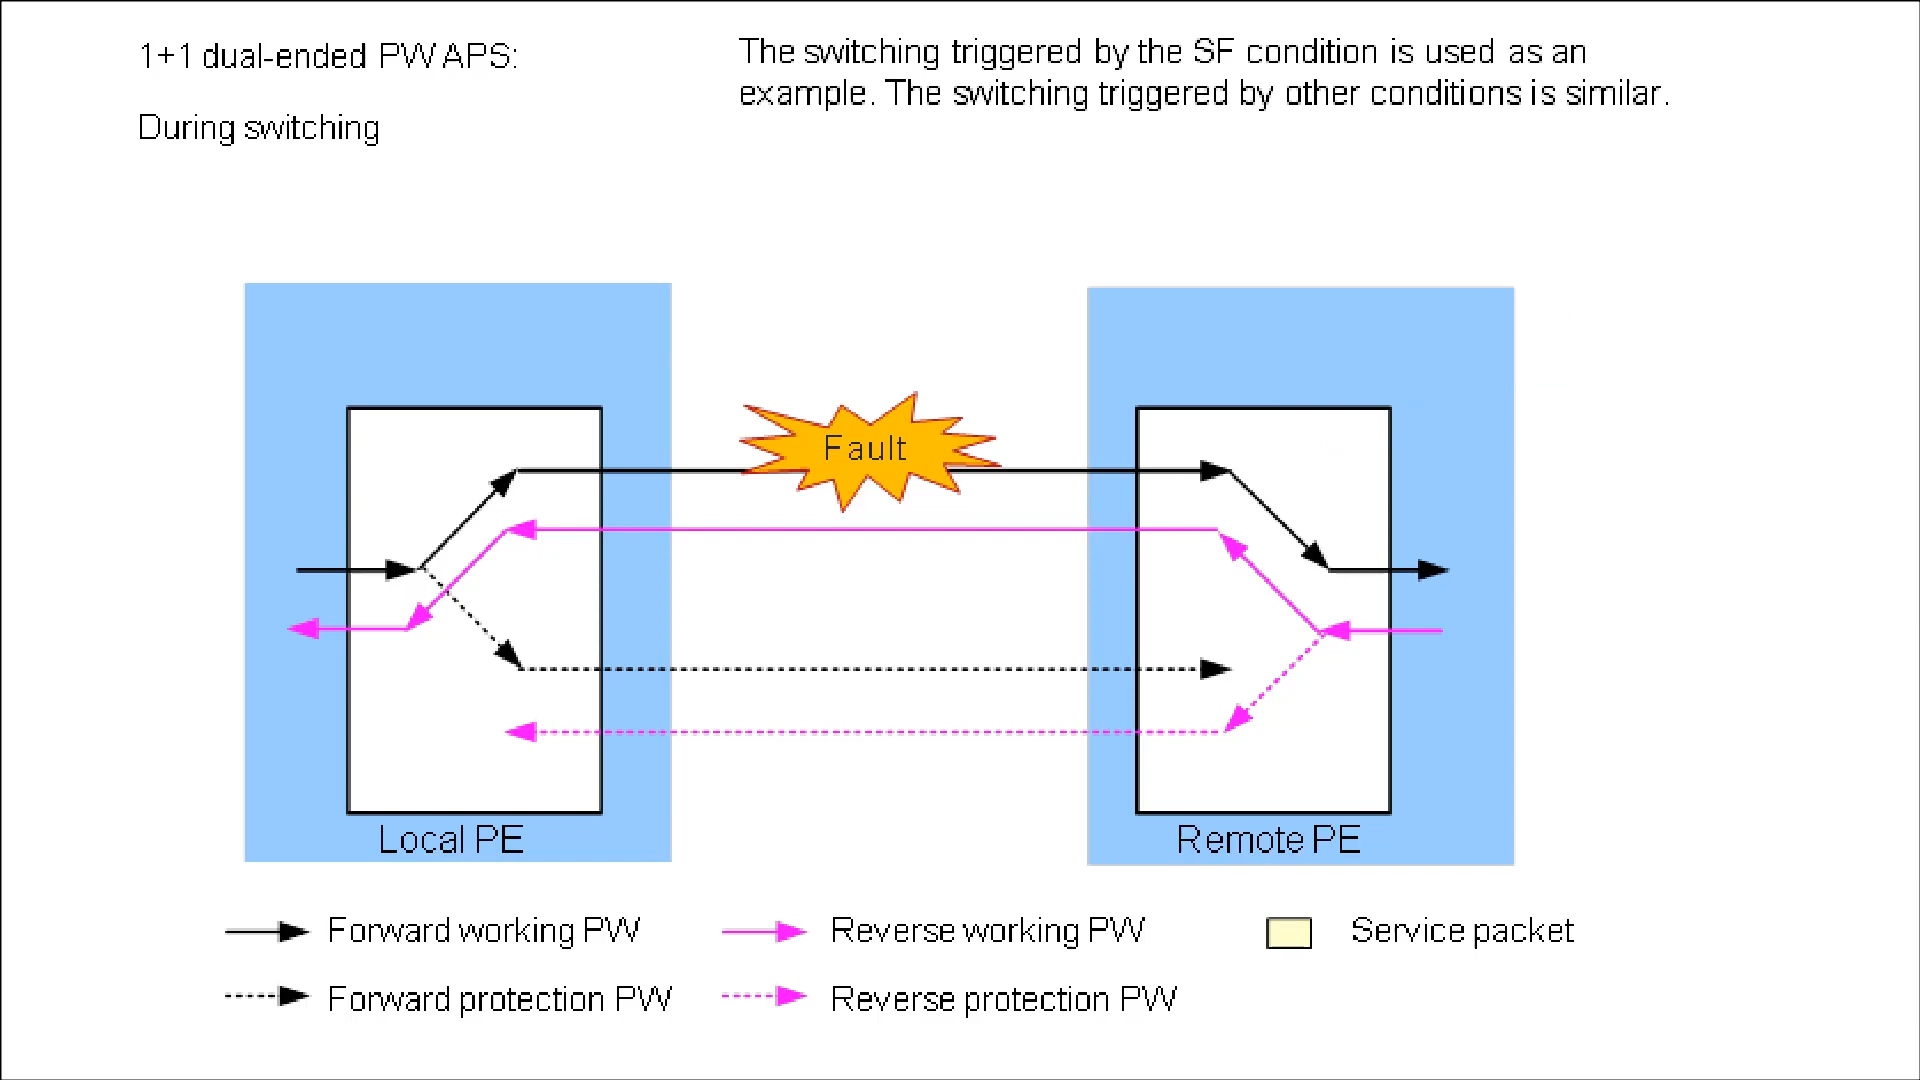 1+1 dual-ended PW APS:
During switching
The switching triggered by the SF condition is used as an
example. The switching triggered by other conditions is similar.
Fault
Local PE
Remote PE
Forward working PW
Reverse working PW
Service packet
Forward protection PW
Reverse protection PW